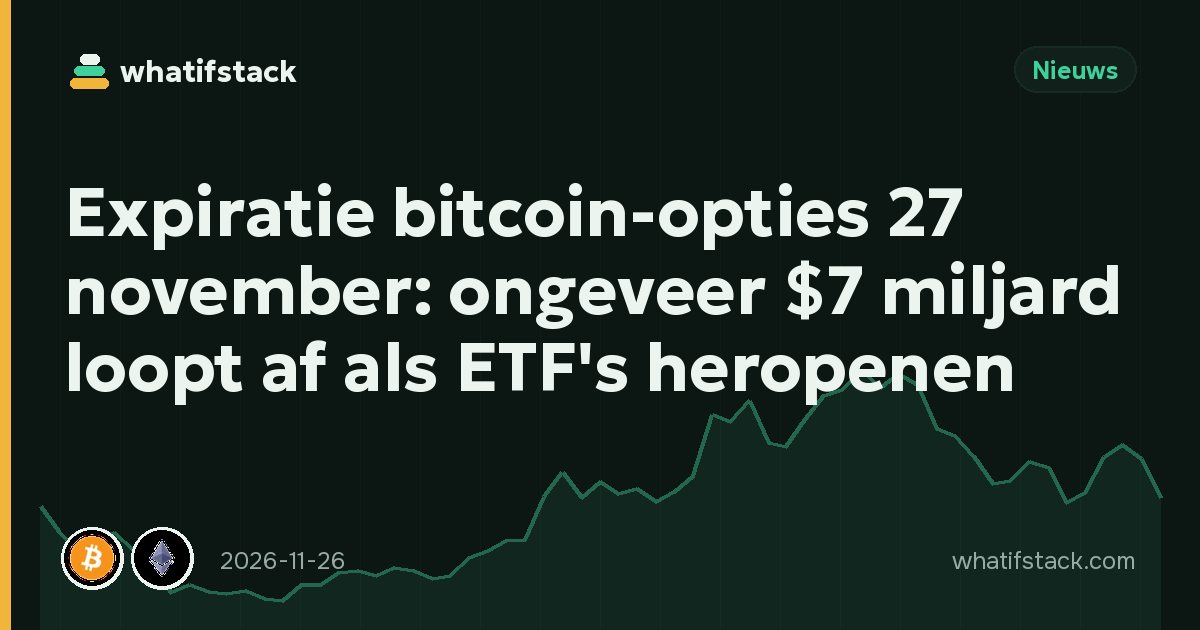 whatifstack
Nieuws
Expiratie bitcoin-opties 27
november: ongeveer $7 miljard
loopt af als ETF's heropenen
2026-11-26
whatifstack.com